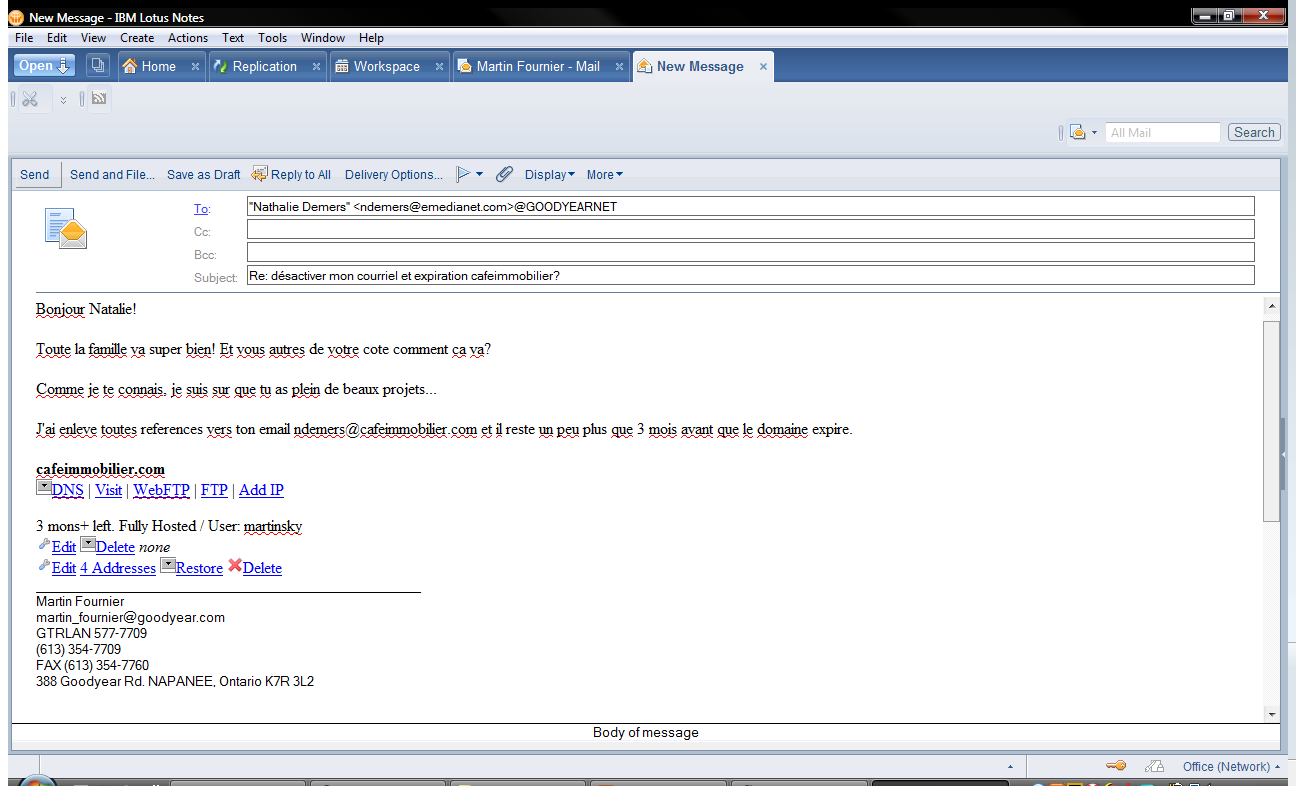 New Message - IBM Lotus Notes
File Edit View Create Actions Text Tools Window Help
Open Home Replication Workspace Martin Fournier - Mail New Message
All Mail Search
Send Send and File... Save as Draft Reply to All Delivery Options... Display More
To: "Nathalie Demers" <ndemers@emedianet.com>@GOODYEARNET
Cc:
Bcc:
Subject: Re: désactiver mon courriel et expiration cafeimmobilier?
Bonjour Natalie!
Toute la famille va super bien! Et vous autres de votre cote comment ca va?
Comme je te connais, je suis sur que tu as plein de beaux projets...
J'ai enleve toutes references vers ton email ndemers@cafeimmobilier.com et il reste un peu plus que 3 mois avant que le domaine expire.
cafeimmobilier.com
DNS | Visit | WebFTP | FTP | Add IP
3 mons+ left. Fully Hosted / User: martinsky
Edit Delete none
Edit 4 Addresses Restore Delete
Martin Fournier
martin_fournier@goodyear.com
GTRLAN 577-7709
(613) 354-7709
FAX (613) 354-7760
388 Goodyear Rd. NAPANEE, Ontario K7R 3L2
Body of message
Office (Network)